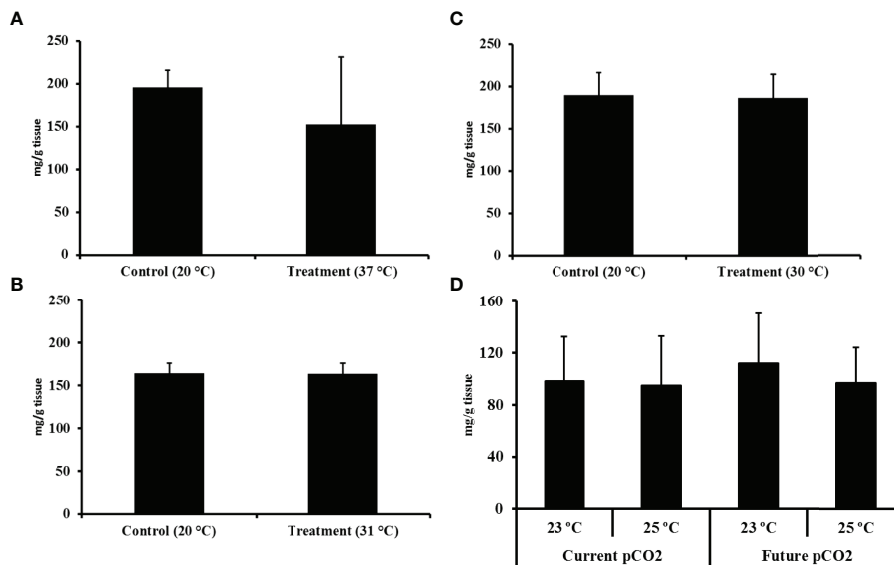 A
250
200
150
100
50
0
mg/g tissue
Control (20 °C)
Treatment (37 °C)
B
250
200
150
100
50
0
mg/g tissue
Control (20 °C)
Treatment (31 °C)
C
250
200
150
100
50
0
mg/g tissue
Control (20 °C)
Treatment (30 °C)
D
160
120
80
40
0
mg/g tissue
23 °C
25 °C
23 °C
25 °C
Current pCO2
Future pCO2